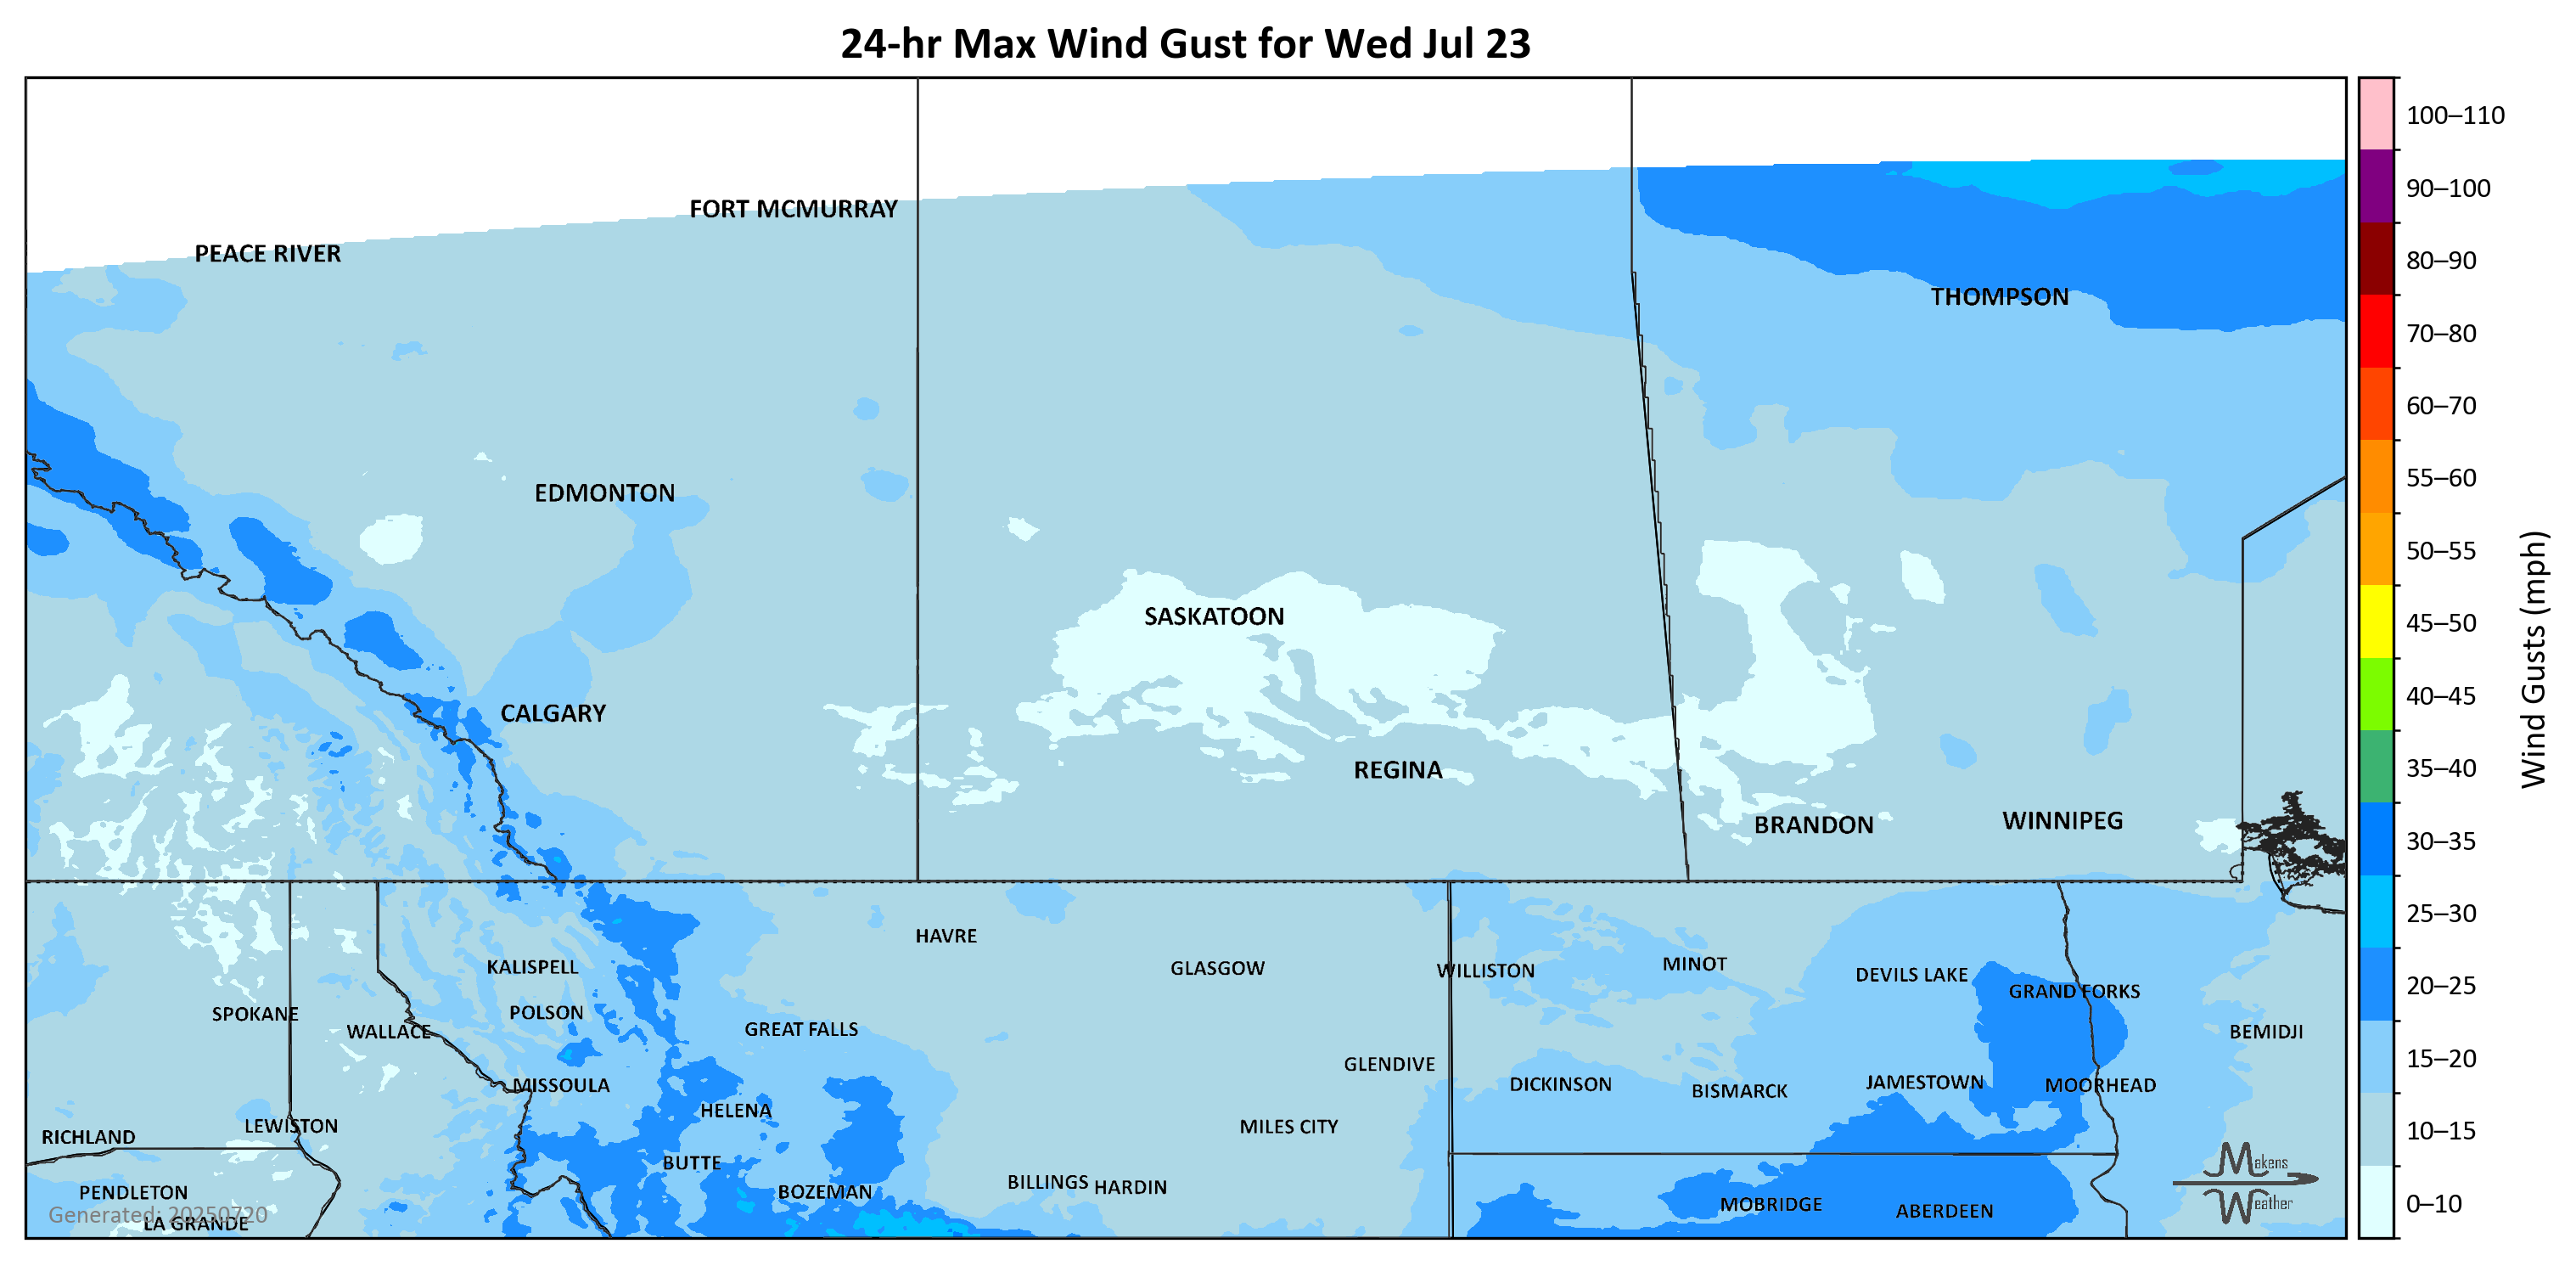 24-hr Max Wind Gust for Wed Jul 23
100–110
FORT MCMURRAY
90–100
PEACE RIVER
80–90
THOMPSON
70–80
60–70
55–60
EDMONTON
50–55
SASKATOON
45–50
Wind Gusts (mph)
40–45
CALGARY
REGINA
35–40
WINNIPEG
BRANDON
30–35
25–30
HAVRE
MINOT
KALISPELL
GLASGOW
WILLISTON
DEVILS LAKE
20–25
GRAND FORKS
SPOKANE
POLSON
WALLACE
GREAT FALLS
BEMIDJI
15–20
GLENDIVE
MISSOULA
DICKINSON
BISMARCK
JAMESTOWN
MOORHEAD
HELENA
LEWISTON
MILES CITY
10–15
RICHLAND
BUTTE
Makens
Weather
BILLINGS
HARDIN
PENDLETON
BOZEMAN
MOBRIDGE
ABERDEEN
0–10
Generated: 20250720
LA GRANDE